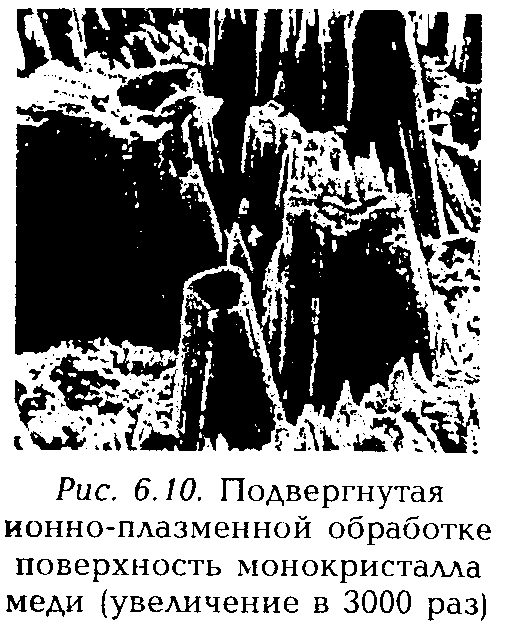 Рис. 6.10. Подвергнутая
ионно-плазменной обработке
поверхность монокристалла
меди (увеличение в 3000 раз)